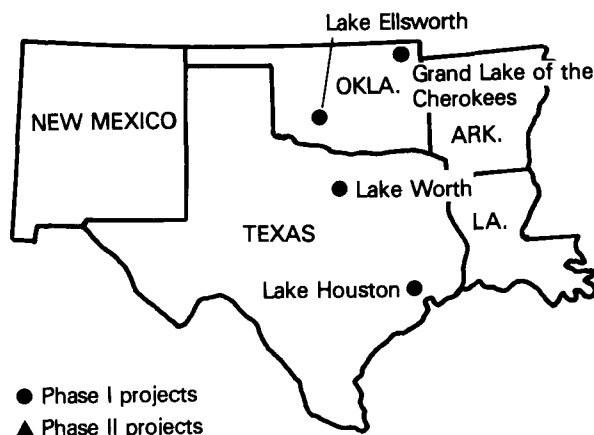 Lake Ellsworth
OKLA.
Grand Lake of the
Cherokees
NEW MEXICO
ARK.
Lake Worth
TEXAS
LA.
Lake Houston
● Phase I projects
▲ Phase II projects